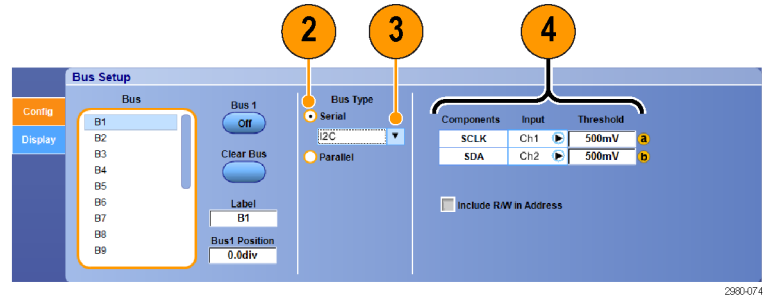 2 3 4
Bus Setup
Config
Display
Bus
B1
B2
B3
B4
B5
B6
B7
B8
B9
Bus 1
Off
Clear Bus
Label
B1
Bus1 Position
0.0div
Bus Type
Serial
I2C
Parallel
Components Input Threshold
SCLK Ch1 500mV a
SDA Ch2 500mV b
Include R/W in Address
2980-074